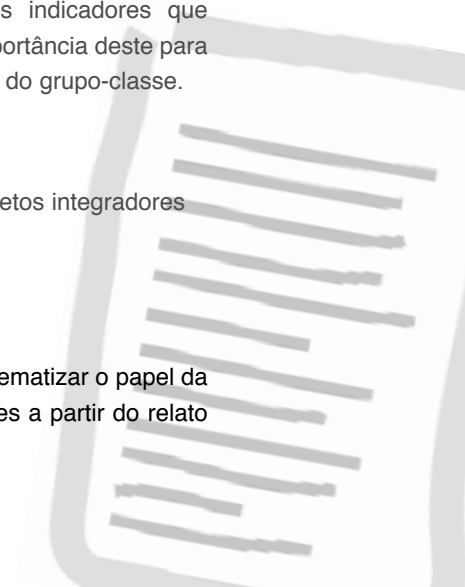 s indicadores que
portância deste para
do grupo-classe.
etos integradores
ematizar o papel da
es a partir do relato